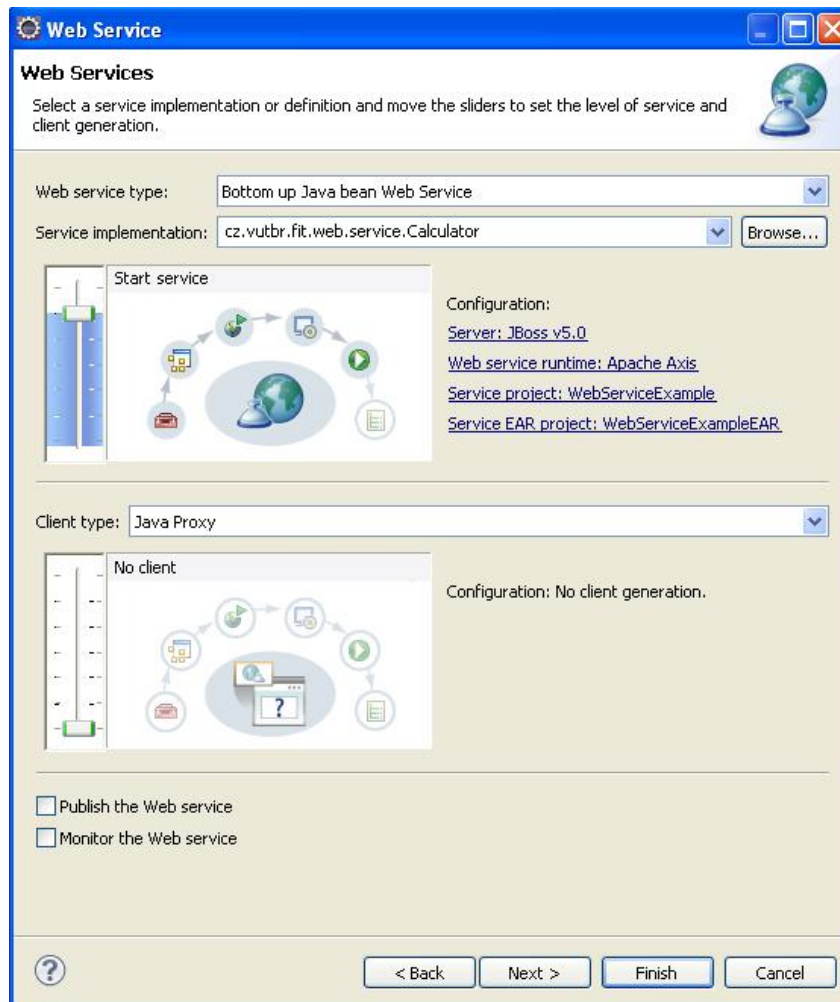 Web Service
Web Services
Select a service implementation or definition and move the sliders to set the level of service and
client generation.
Web service type: Bottom up Java bean Web Service
Service implementation: cz.vutbr.fit.web.service.Calculator Browse...
Start service
Configuration:
Server: JBoss v5.0
Web service runtime: Apache Axis
Service project: WebServiceExample
Service EAR project: WebServiceExampleEAR
Client type: Java Proxy
No client
Configuration: No client generation.
?
Publish the Web service
Monitor the Web service
? < Back Next > Finish Cancel